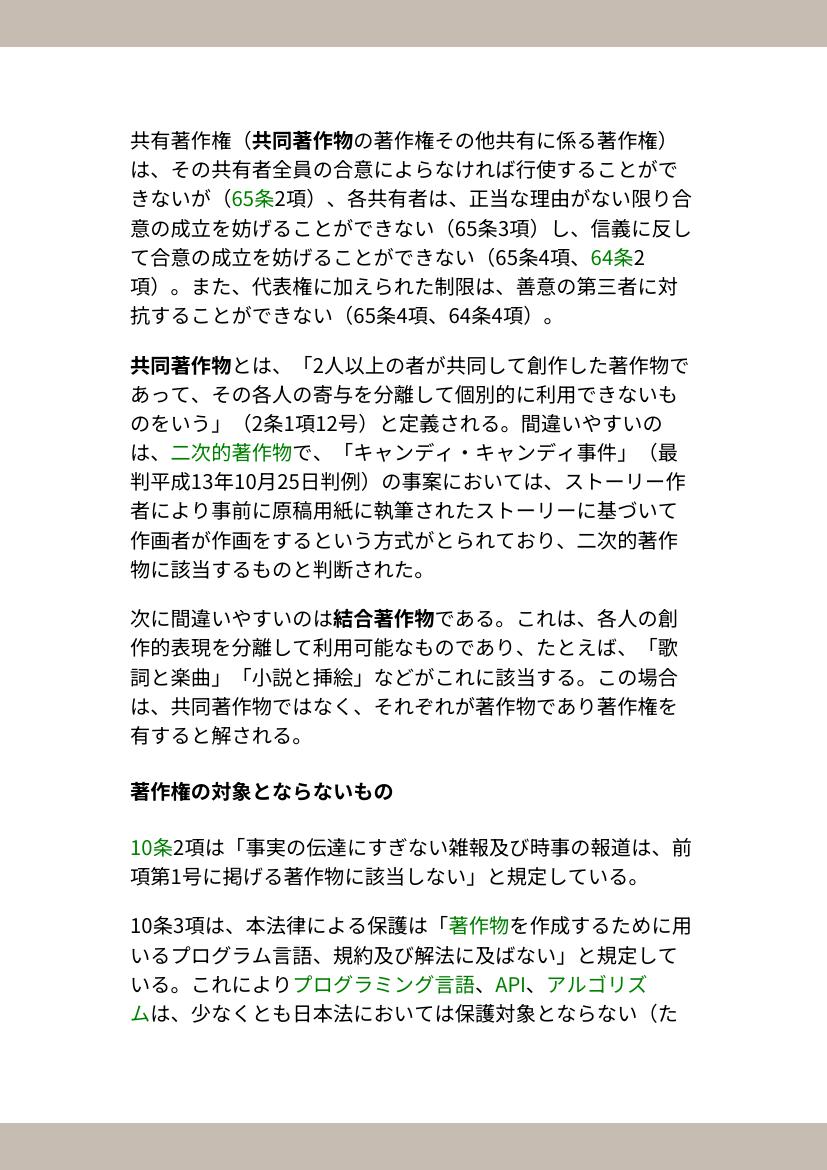 共有著作権（共同著作物の著作権その他共有に係る著作権）
は、その共有者全員の合意によらなければ行使することがで
きないが（65条2項）、各共有者は、正当な理由がない限り合
意の成立を妨げることができない（65条3項）し、信義に反し
て合意の成立を妨げることができない（65条4項、64条2
項）。また、代表権に加えられた制限は、善意の第三者に対
抗することができない（65条4項、64条4項）。
共同著作物とは、「2人以上の者が共同して創作した著作物で
あって、その各人の寄与を分離して個別的に利用できないも
のをいう」（2条1項12号）と定義される。間違いやすいの
は、二次的著作物で、「キャンディ・キャンディ事件」（最
判平成13年10月25日判例）の事案においては、ストーリー作
者により事前に原稿用紙に執筆されたストーリーに基づいて
作画者が作画をするという方式がとられており、二次的著作
物に該当するものと判断された。
次に間違いやすいのは結合著作物である。これは、各人の創
作的表現を分離して利用可能なものであり、たとえば、「歌
詞と楽曲」「小説と挿絵」などがこれに該当する。この場合
は、共同著作物ではなく、それぞれが著作物であり著作権を
有すると解される。
著作権の対象とならないもの
10条2項は「事実の伝達にすぎない雑報及び時事の報道は、前
項第1号に掲げる著作物に該当しない」と規定している。
10条3項は、本法律による保護は「著作物を作成するために用
いるプログラム言語、規約及び解法に及ばない」と規定して
いる。これによりプログラミング言語、API、アルゴリズ
ムは、少なくとも日本法においては保護対象とならない（た